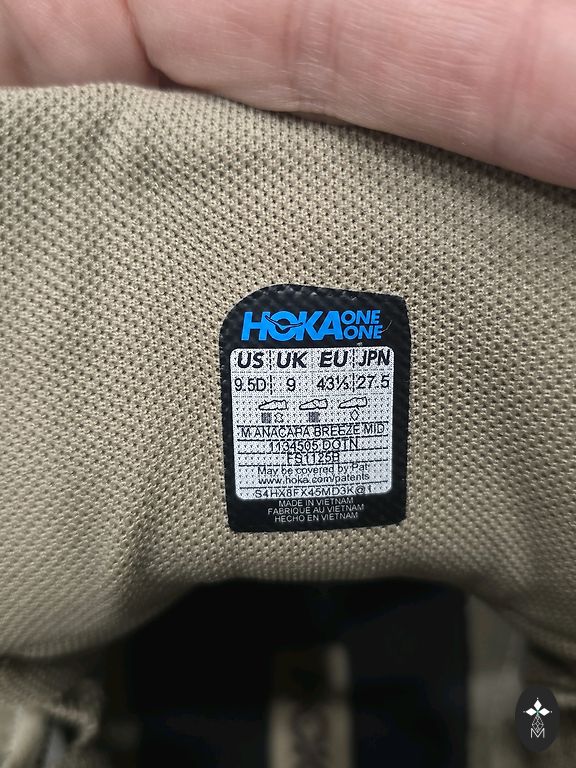 HOKA ONE ONE
US UK EU JPN
9.5D 9 43⅓ 27.5
M ANACAPA BREEZE MID
1134505 DOTN
FS1125B
May be covered by Pat
www.hoka.com/patents
S4HX8FX45MD3K@1
MADE IN VIETNAM
FABRIQUE AU VIETNAM
HECHO EN VIETNAM
M